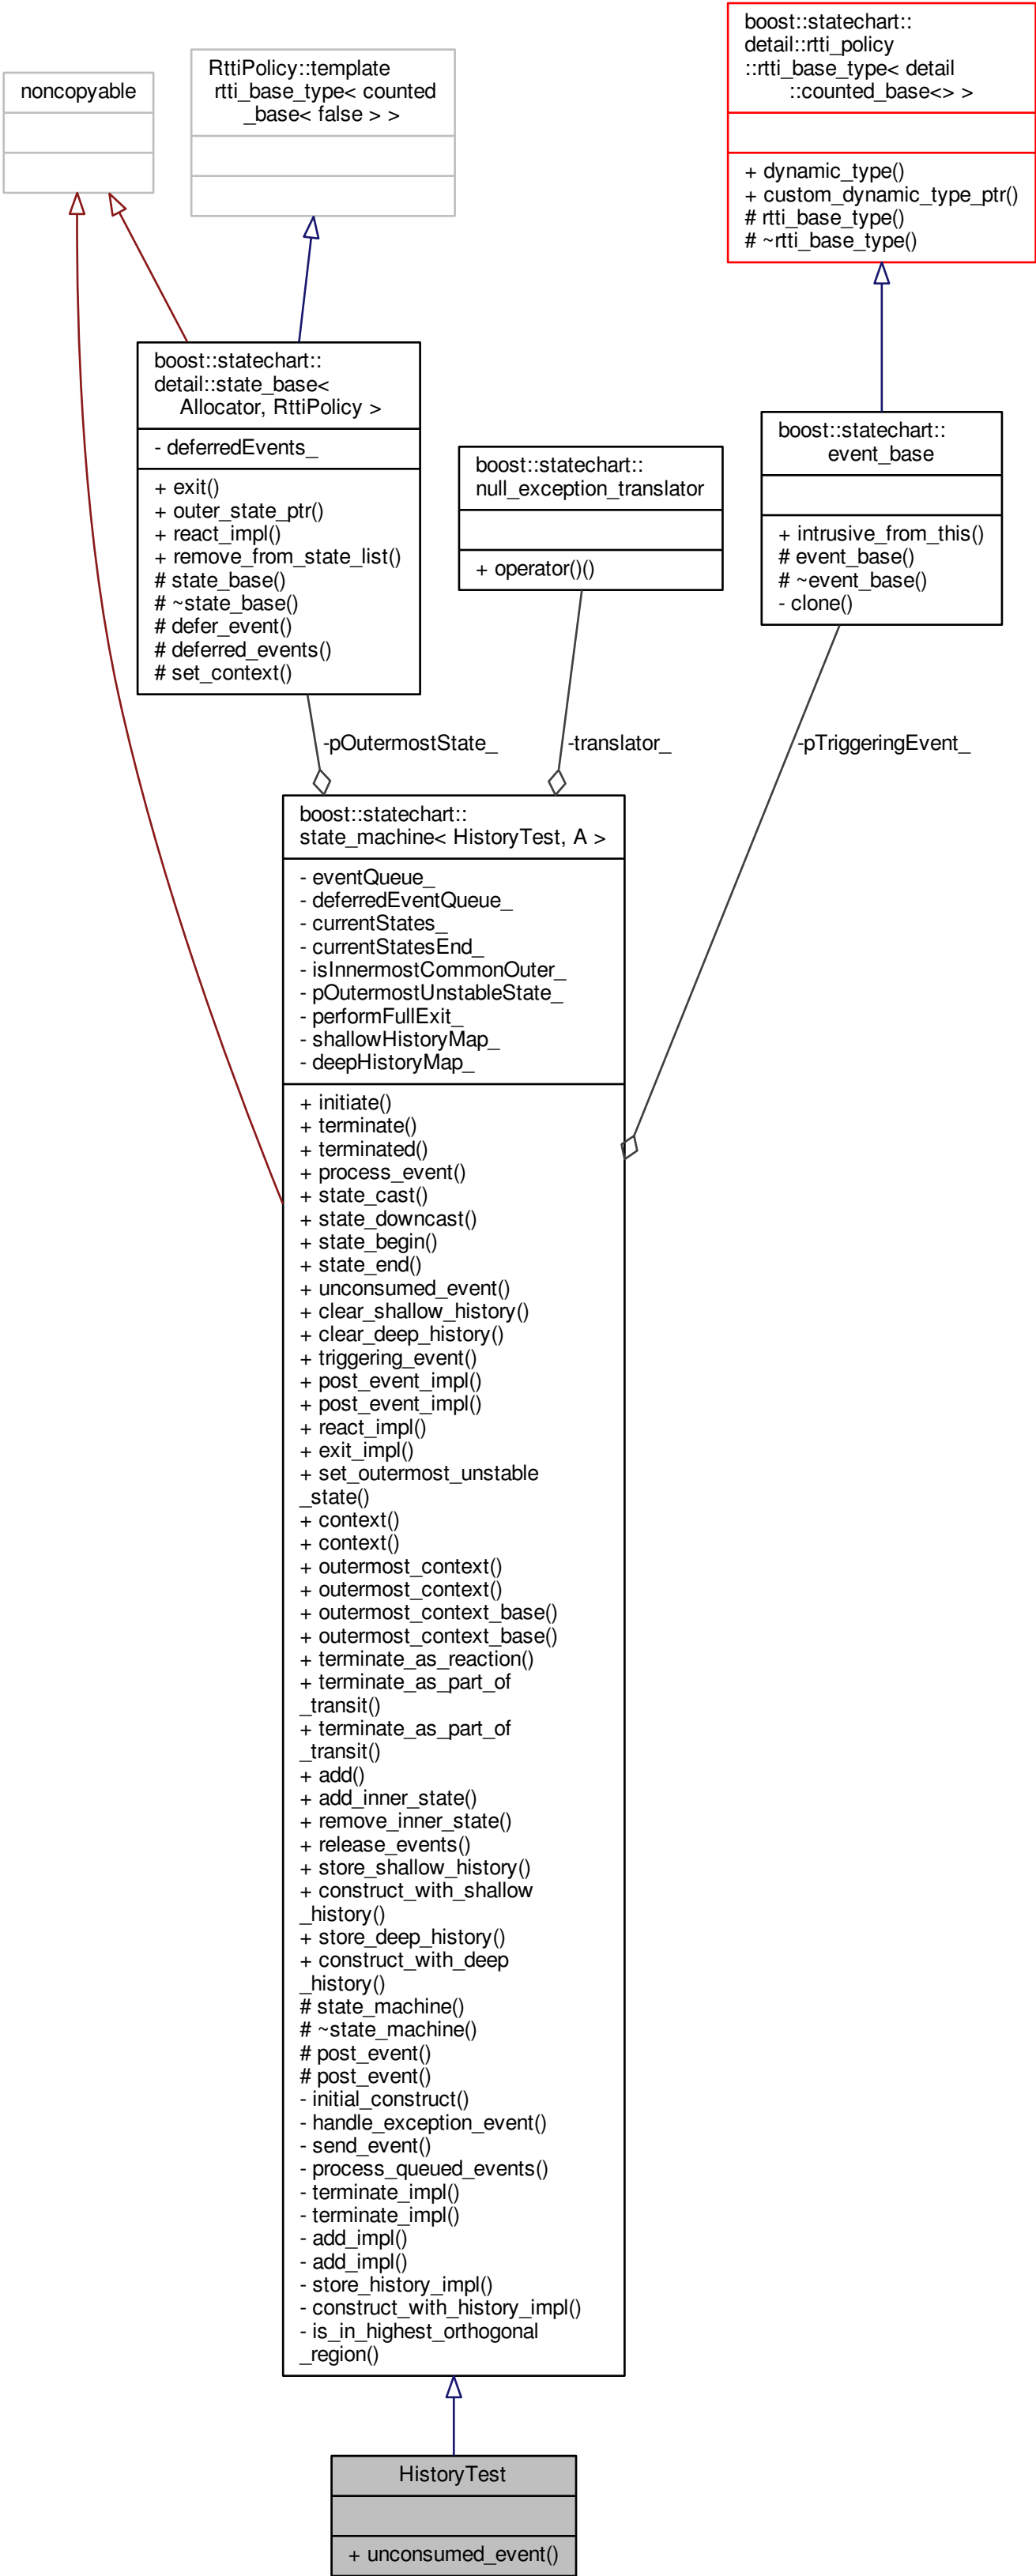 boost::statechart::
detail::rtti_policy
::rtti_base_type< detail
::counted_base<> >
+ dynamic_type()
+ custom_dynamic_type_ptr()
# rtti_base_type()
# ~rtti_base_type()
RttiPolicy::template
rtti_base_type< counted
_base< false > >
noncopyable
boost::statechart::
detail::state_base<
Allocator, RttiPolicy >
- deferredEvents_
+ exit()
+ outer_state_ptr()
+ react_impl()
+ remove_from_state_list()
# state_base()
# ~state_base()
# defer_event()
# deferred_events()
# set_context()
boost::statechart::
null_exception_translator
+ operator()()
boost::statechart::
event_base
+ intrusive_from_this()
# event_base()
# ~event_base()
- clone()
-pOutermostState_
-translator_
-pTriggeringEvent_
boost::statechart::
state_machine< HistoryTest, A >
- eventQueue_
- deferredEventQueue_
- currentStates_
- currentStatesEnd_
- isInnermostCommonOuter_
- pOutermostUnstableState_
- performFullExit_
- shallowHistoryMap_
- deepHistoryMap_
+ initiate()
+ terminate()
+ terminated()
+ process_event()
+ state_cast()
+ state_downcast()
+ state_begin()
+ state_end()
+ unconsumed_event()
+ clear_shallow_history()
+ clear_deep_history()
+ triggering_event()
+ post_event_impl()
+ post_event_impl()
+ react_impl()
+ exit_impl()
+ set_outermost_unstable
_state()
+ context()
+ context()
+ outermost_context()
+ outermost_context()
+ outermost_context_base()
+ outermost_context_base()
+ terminate_as_reaction()
+ terminate_as_part_of
_transit()
+ terminate_as_part_of
_transit()
+ add()
+ add_inner_state()
+ remove_inner_state()
+ release_events()
+ store_shallow_history()
+ construct_with_shallow
_history()
+ store_deep_history()
+ construct_with_deep
_history()
# state_machine()
# ~state_machine()
# post_event()
# post_event()
- initial_construct()
- handle_exception_event()
- send_event()
- process_queued_events()
- terminate_impl()
- terminate_impl()
- add_impl()
- add_impl()
- store_history_impl()
- construct_with_history_impl()
- is_in_highest_orthogonal
_region()
HistoryTest
+ unconsumed_event()